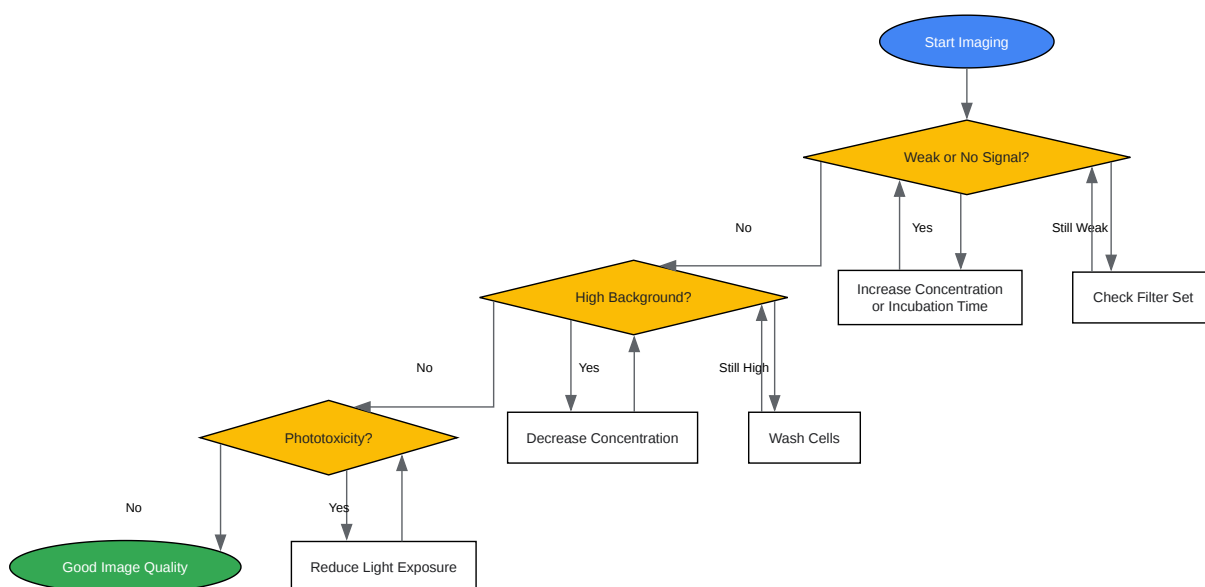 Start Imaging
Weak or No Signal?
No
Yes
Still Weak
High Background?
Increase Concentration
or Incubation Time
Check Filter Set
No
Yes
Still High
Phototoxicity?
Decrease Concentration
Wash Cells
No
Yes
Good Image Quality
Reduce Light Exposure